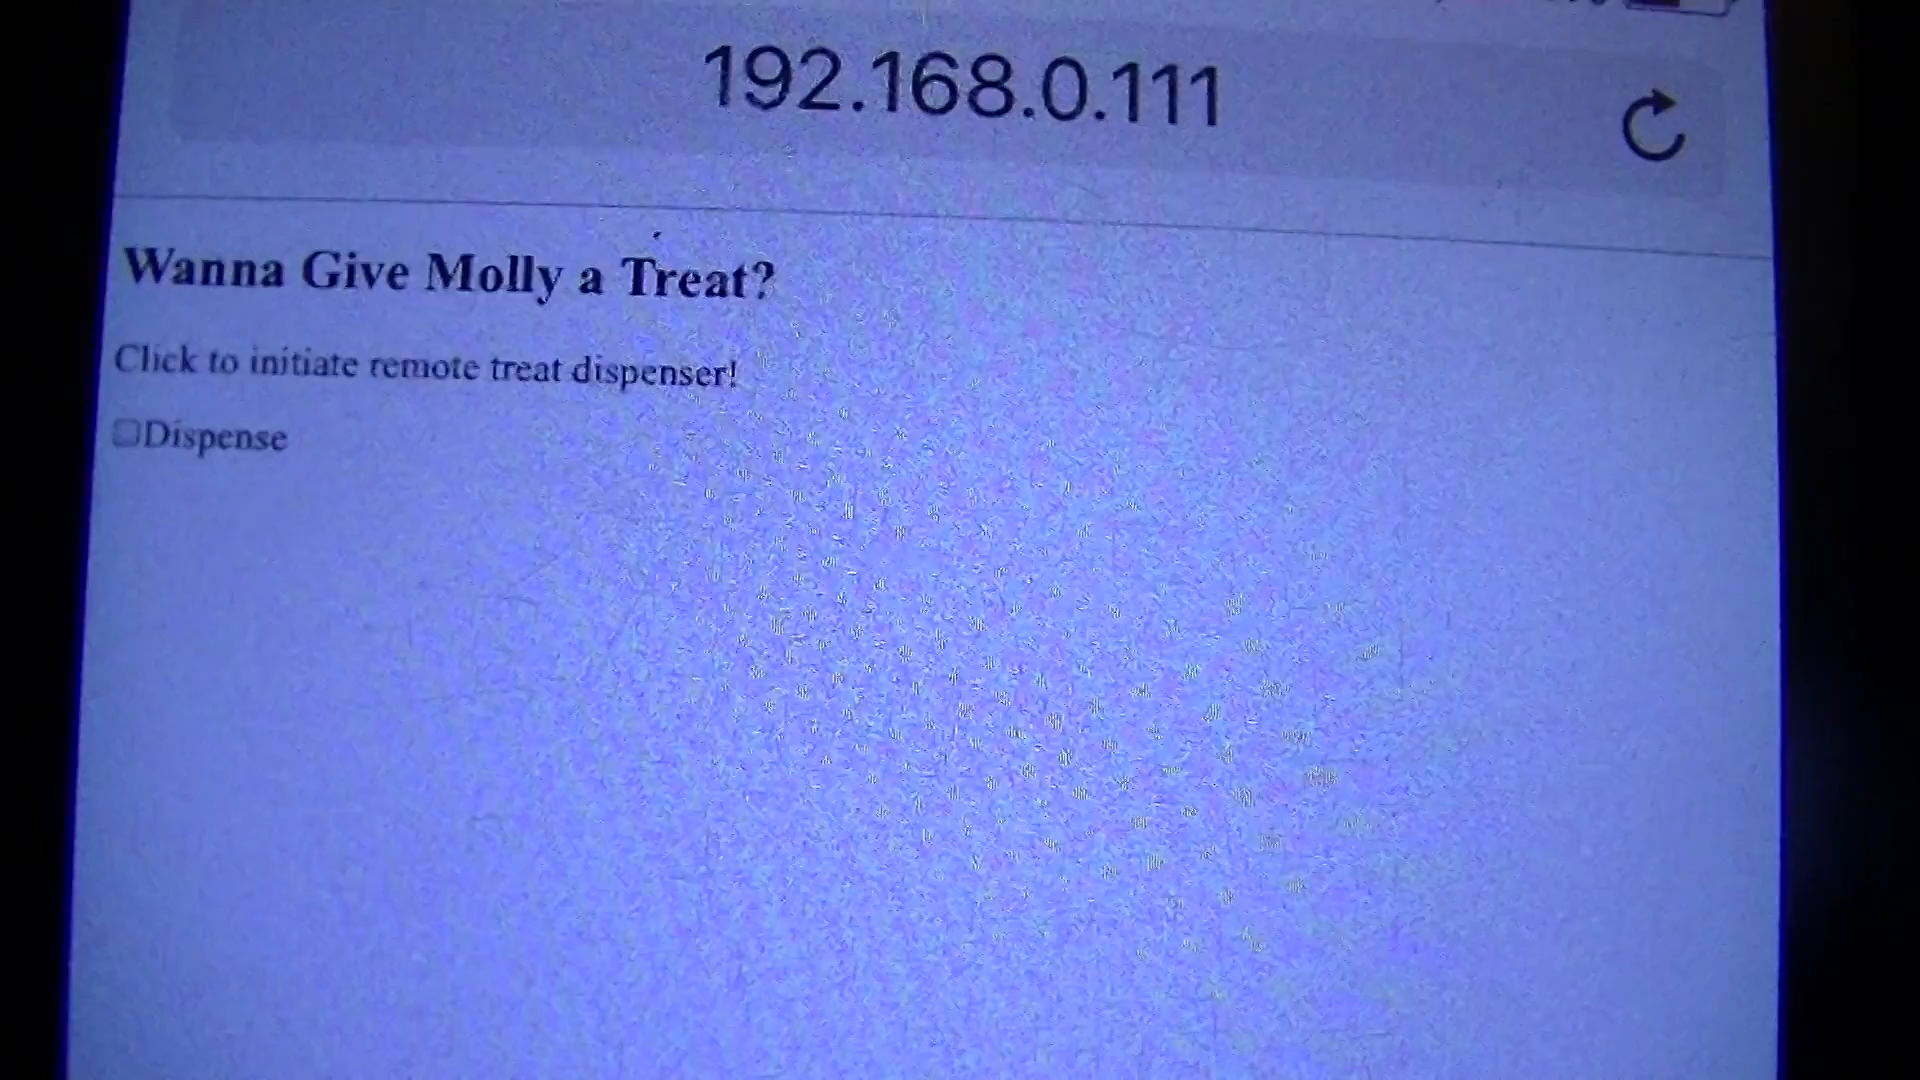 192.168.0.111
Wanna Give Molly a Treat?
Click to initiate remote treat dispenser!
Dispense